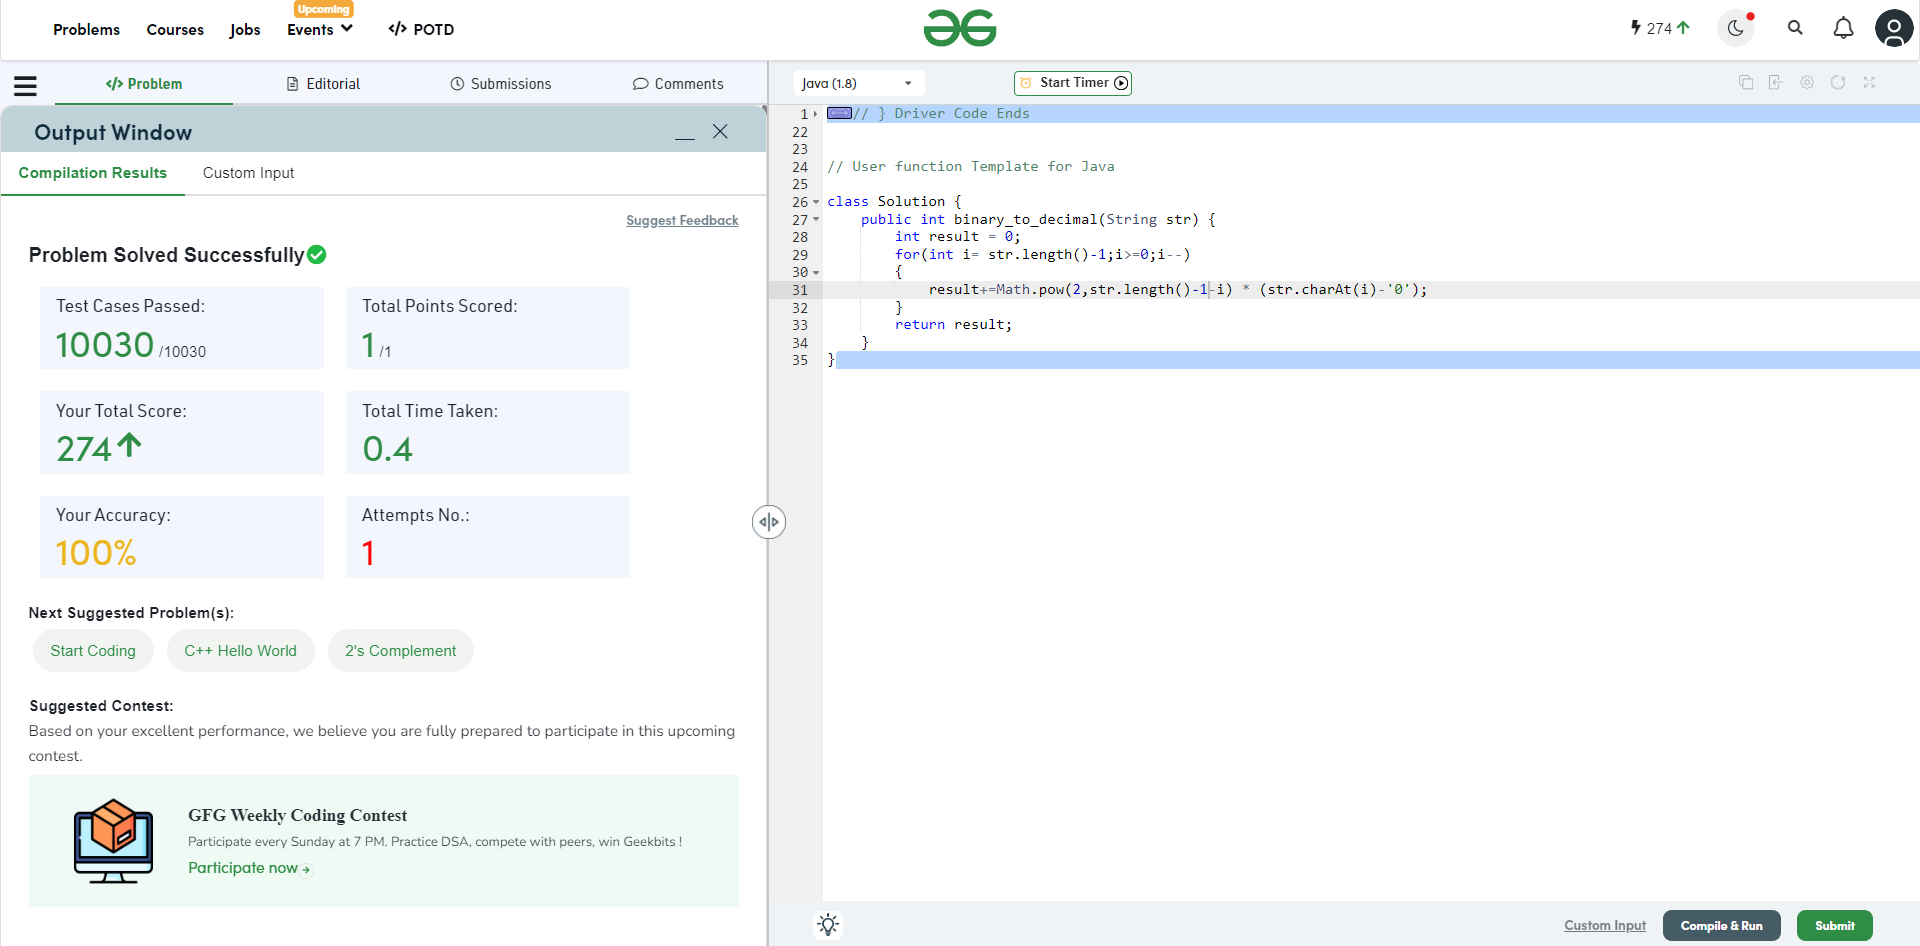 Upcoming
Problems Courses Jobs Events </> POTD
274
</> Problem Editorial Submissions Comments
Java (1.8) Start Timer
Output Window
Compilation Results Custom Input
Suggest Feedback
Problem Solved Successfully
Test Cases Passed: Total Points Scored:
10030 /10030 1 /1
Your Total Score: Total Time Taken:
274 0.4
Your Accuracy: Attempts No.:
100% 1
Next Suggested Problem(s):
Start Coding C++ Hello World 2's Complement
Suggested Contest:
Based on your excellent performance, we believe you are fully prepared to participate in this upcoming
contest.
GFG Weekly Coding Contest
Participate every Sunday at 7 PM. Practice DSA, compete with peers, win Geekbits !
Participate now
1 // } Driver Code Ends
22
23
24 // User function Template for Java
25
26 class Solution {
27 public int binary_to_decimal(String str) {
28 int result = 0;
29 for(int i= str.length()-1;i>=0;i--)
30 {
31 result+=Math.pow(2,str.length()-1-i) * (str.charAt(i)-'0');
32 }
33 return result;
34 }
35 }
Custom Input Compile & Run Submit